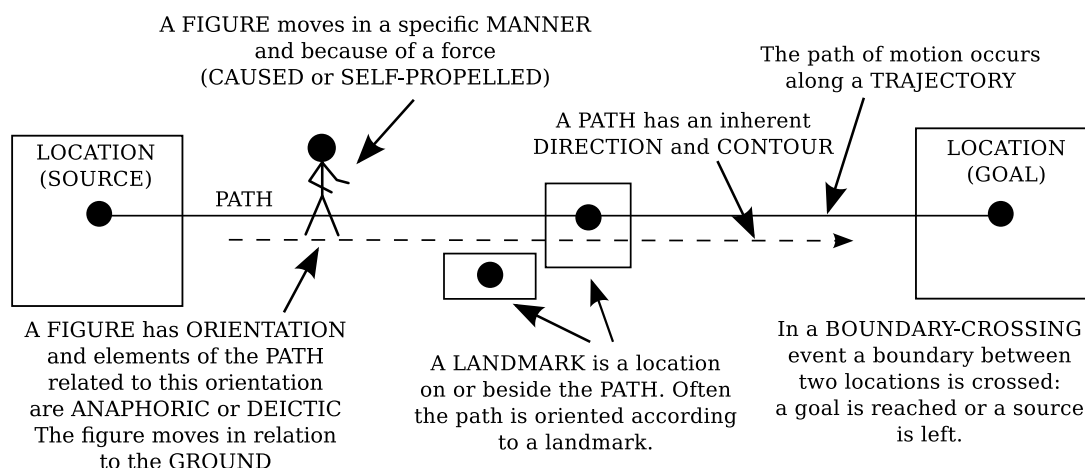 A FIGURE moves in a specific MANNER
and because of a force
(CAUSED or SELF-PROPELLED)
The path of motion occurs
along a TRAJECTORY
A PATH has an inherent
DIRECTION and CONTOUR
LOCATION
(SOURCE)
PATH
LOCATION
(GOAL)
A FIGURE has ORIENTATION
and elements of the PATH
related to this orientation
are ANAPHORIC or DEICTIC
The figure moves in relation
to the GROUND
A LANDMARK is a location
on or beside the PATH. Often
the path is oriented according
to a landmark.
In a BOUNDARY-CROSSING
event a boundary between
two locations is crossed:
a goal is reached or a source
is left.